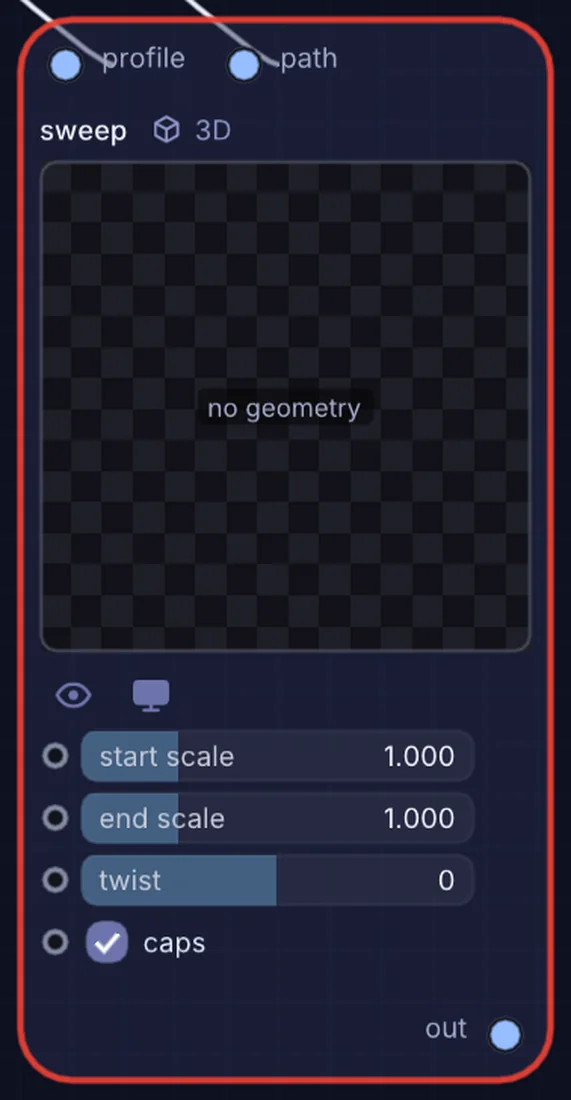 profile path
sweep 3D
no geometry
start scale 1.000
end scale 1.000
twist 0
caps
out